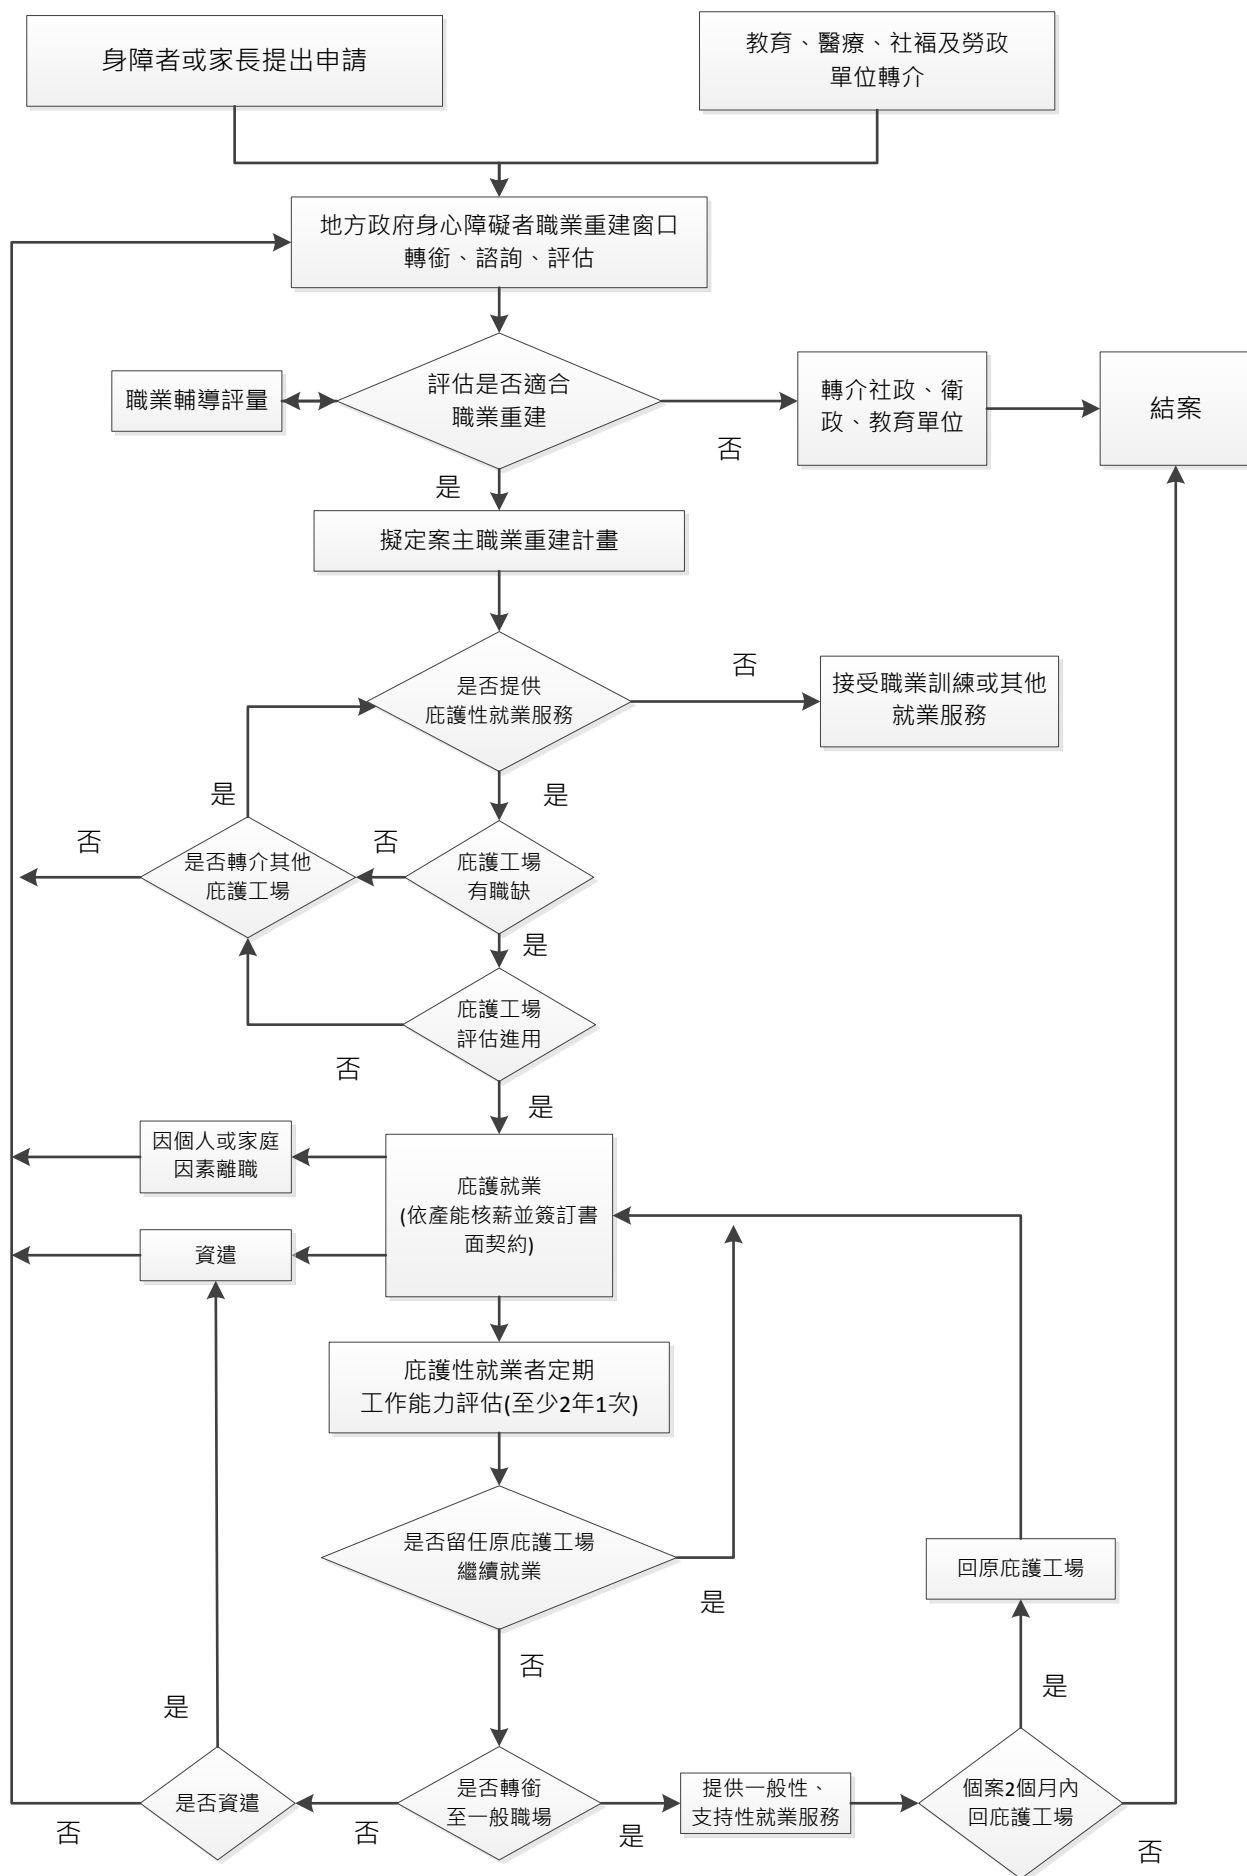 身障者或家長提出申請
教育、醫療、社福及勞政
單位轉介
地方政府身心障礙者職業重建窗口
轉銜、諮詢、評估
職業輔導評量
評估是否適合
職業重建
否
轉介社政、衛
政、教育單位
結案
是
擬定案主職業重建計畫
是否提供
庇護性就業服務
否
接受職業訓練或其他
就業服務
是
是
否
是否轉介其他
庇護工場
否
庇護工場
有職缺
是
庇護工場
評估進用
否
是
因個人或家庭
因素離職
庇護就業
(依產能核薪並簽訂書
面契約)
資遣
庇護性就業者定期
工作能力評估(至少2年1次)
是否留任原庇護工場
繼續就業
是
回原庇護工場
否
是
是
是否資遣
否
否
是否轉銜
至一般職場
是
提供一般性、
支持性就業服務
個案2個月內
回庇護工場
否